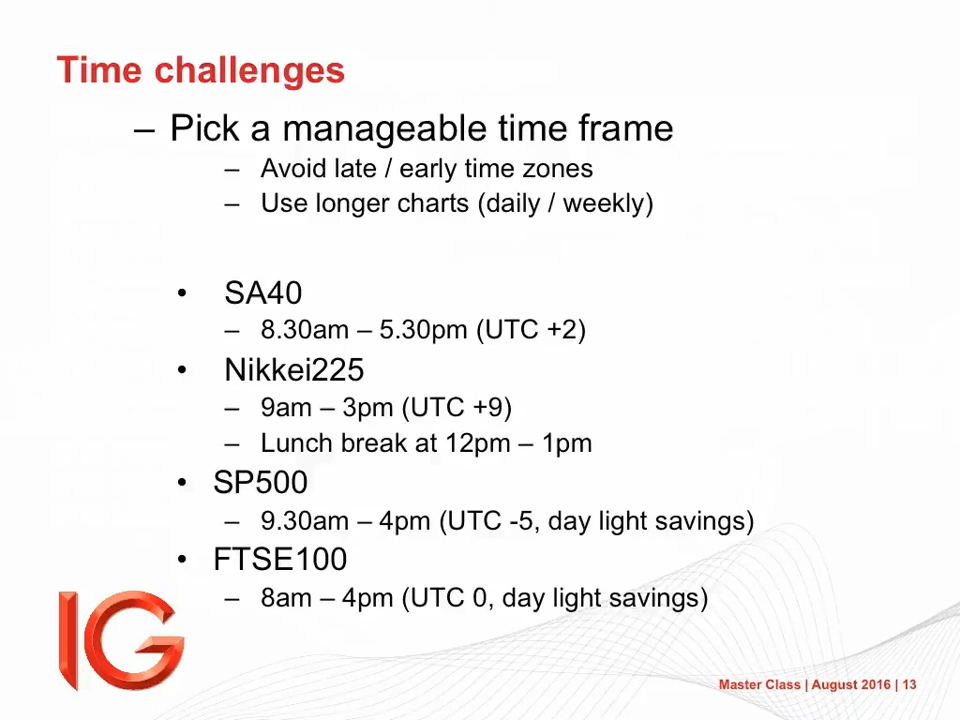 Time challenges
– Pick a manageable time frame
– Avoid late / early time zones
– Use longer charts (daily / weekly)
• SA40
– 8.30am – 5.30pm (UTC +2)
• Nikkei225
– 9am – 3pm (UTC +9)
– Lunch break at 12pm – 1pm
• SP500
– 9.30am – 4pm (UTC -5, day light savings)
• FTSE100
– 8am – 4pm (UTC 0, day light savings)
IG
Master Class | August 2016 | 13